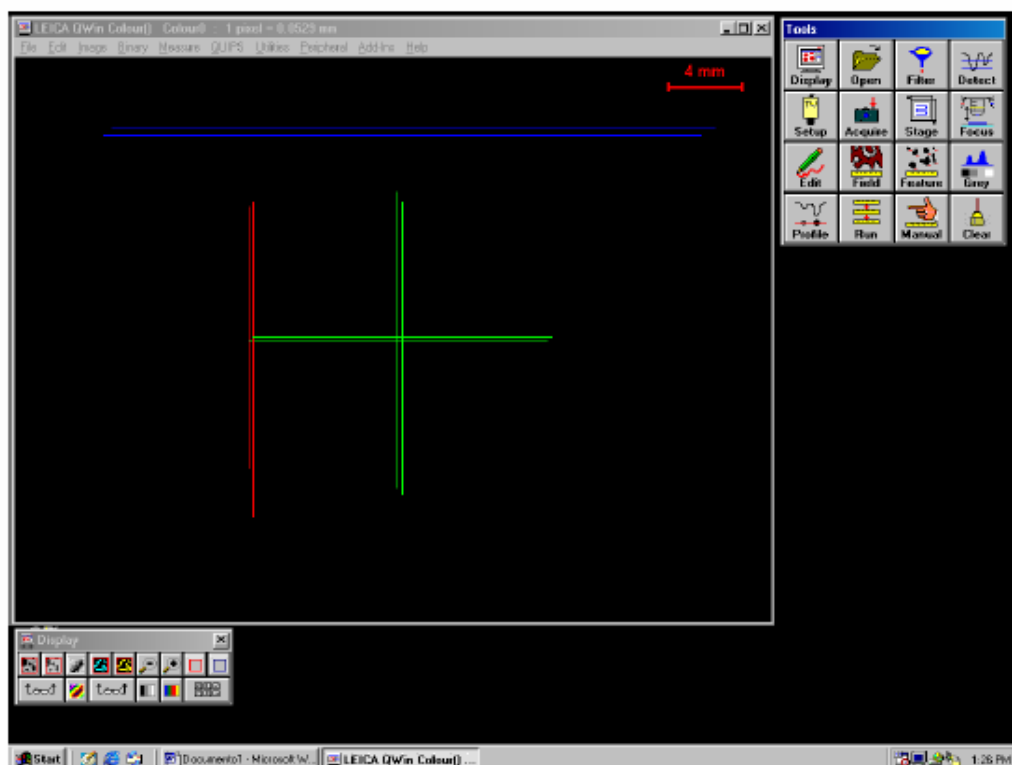 LEICA QWin Colour() Colour0 : 1 pixel = 0.0529 mm
File Edit Image Binary Measure QUIPS Utilities Peripheral Add-Ins Help
4 mm
Tools
Display Open Filter Detect
Setup Acquire Stage Focus
Edit Field Feature Grey
Profile Run Manual Clear
Display
Start Documento1 - Microsoft W... LEICA QWin Colour() ... 1:26 PM